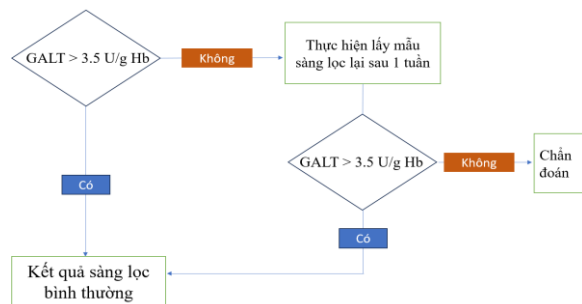 GALT > 3.5 U/g Hb
Không
Thực hiện lấy mẫu
sàng lọc lại sau 1 tuần
GALT > 3.5 U/g Hb
Không
Chẩn
đoán
Có
Có
Kết quả sàng lọc
bình thường